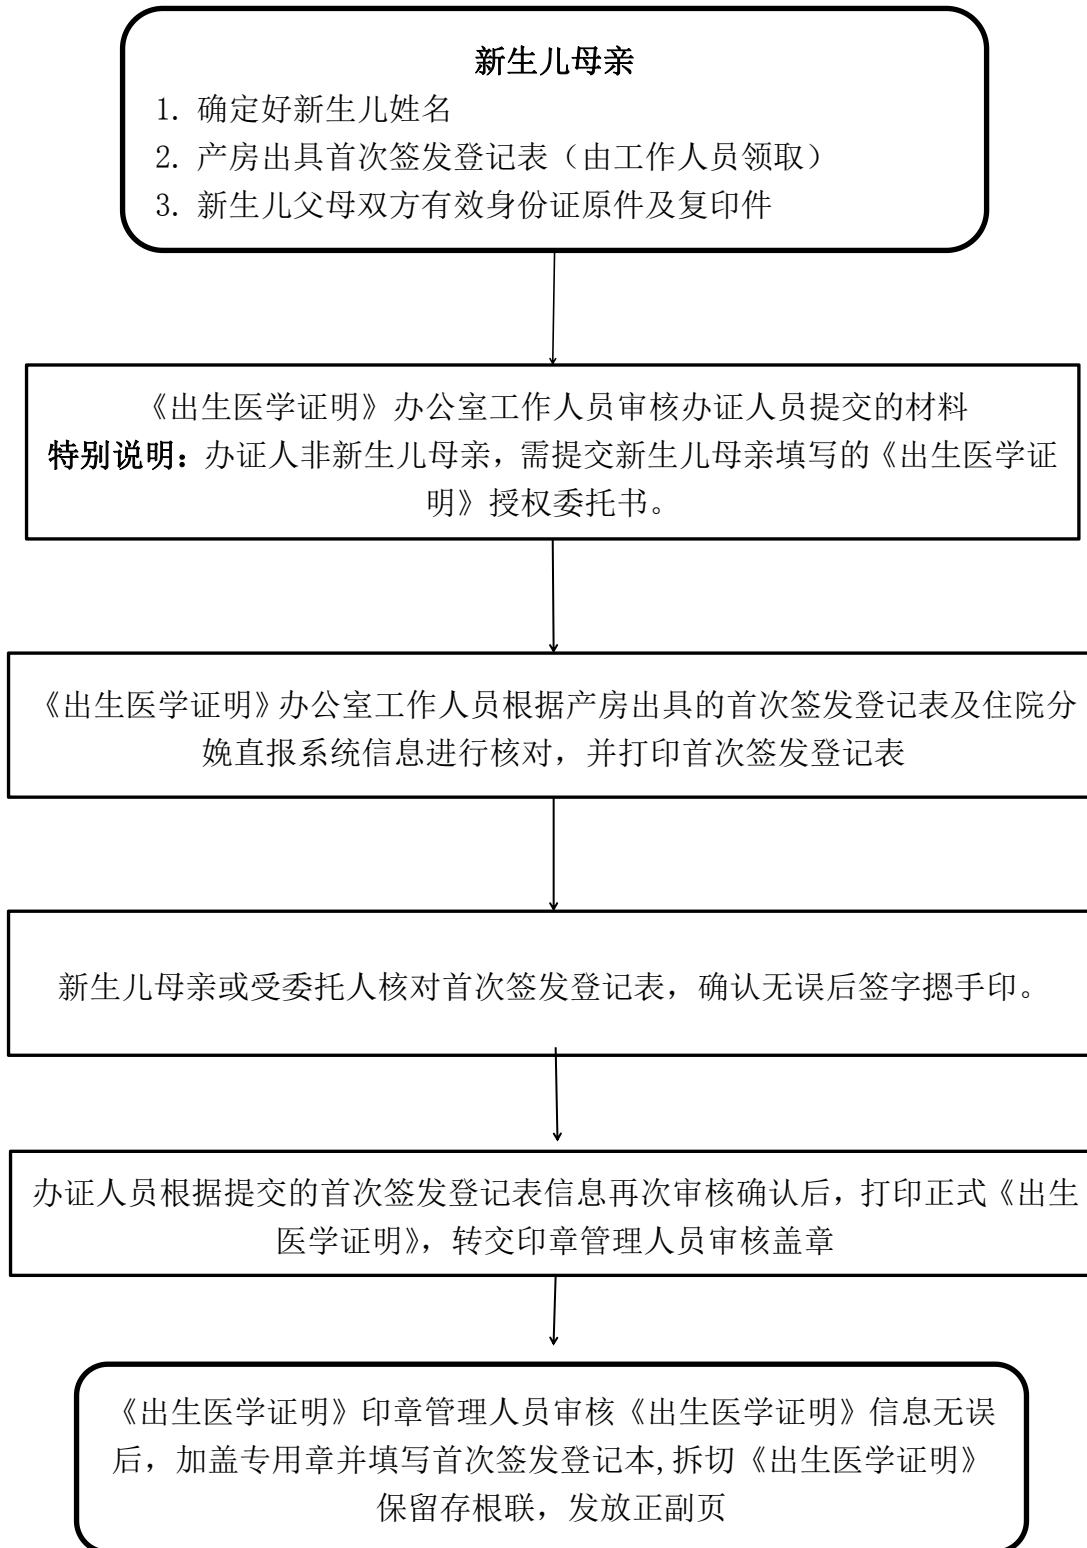 新生儿母亲
1. 确定好新生儿姓名
2. 产房出具首次签发登记表（由工作人员领取）
3. 新生儿父母双方有效身份证原件及复印件
《出生医学证明》办公室工作人员审核办证人员提交的材料
特别说明：办证人非新生儿母亲，需提交新生儿母亲填写的《出生医学证
明》授权委托书。
《出生医学证明》办公室工作人员根据产房出具的首次签发登记表及住院分
娩直报系统信息进行核对，并打印首次签发登记表
新生儿母亲或受委托人核对首次签发登记表，确认无误后签字摁手印。
办证人员根据提交的首次签发登记表信息再次审核确认后，打印正式《出生
医学证明》，转交印章管理人员审核盖章
《出生医学证明》印章管理人员审核《出生医学证明》信息无误
后，加盖专用章并填写首次签发登记本,拆切《出生医学证明》
保留存根联，发放正副页